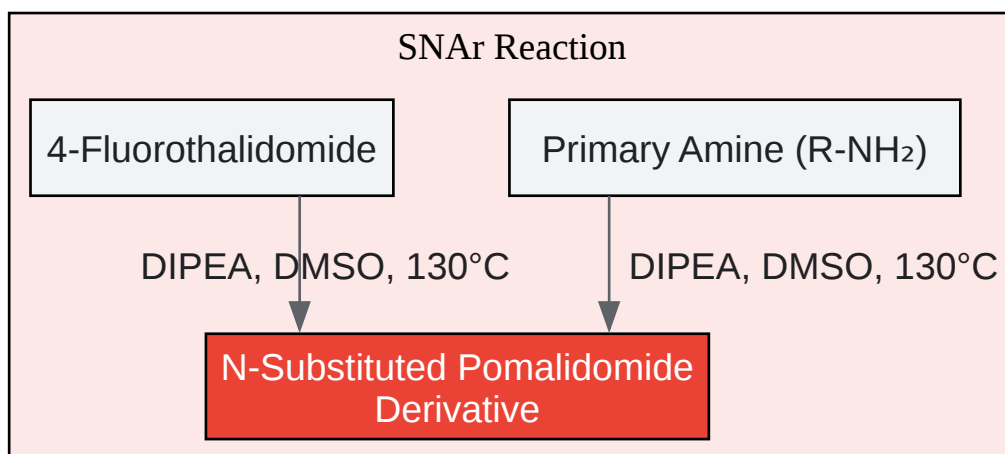 SNAr Reaction
4-Fluorothalidomide
Primary Amine (R-NH₂)
DIPEA, DMSO, 130°C
DIPEA, DMSO, 130°C
N-Substituted Pomalidomide
Derivative